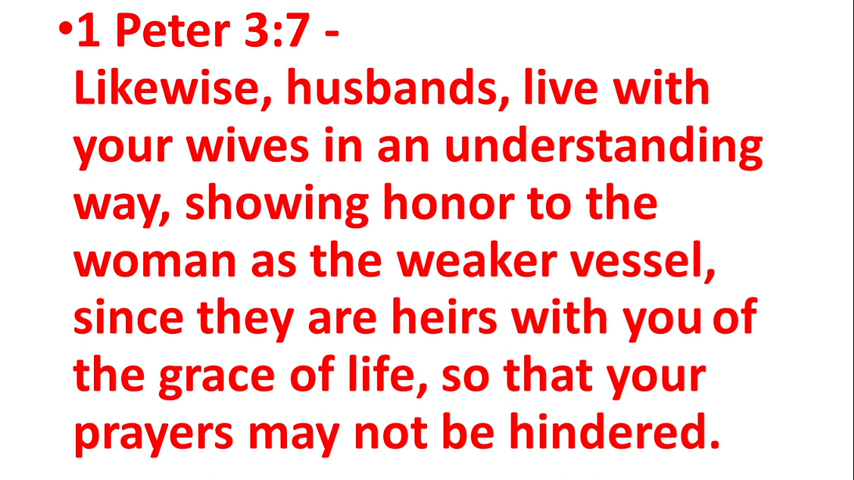 •1 Peter 3:7 -
Likewise, husbands, live with
your wives in an understanding
way, showing honor to the
woman as the weaker vessel,
since they are heirs with you of
the grace of life, so that your
prayers may not be hindered.